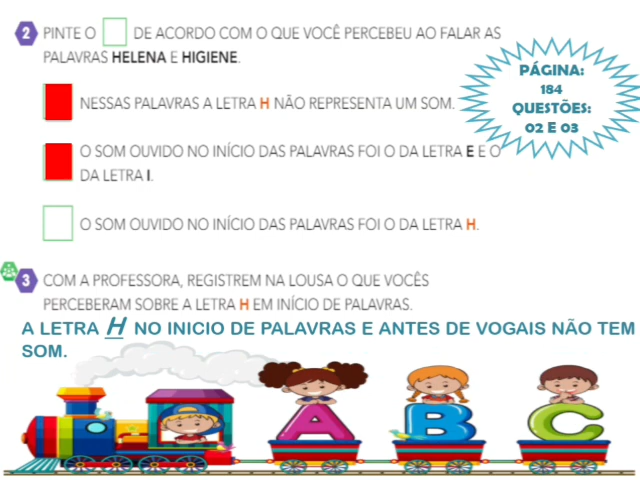 2 PINTE O DE ACORDO COM O QUE VOCÊ PERCEBEU AO FALAR AS
PALAVRAS HELENA E HIGIENE.
NESSAS PALAVRAS A LETRA H NÃO REPRESENTA UM SOM.
O SOM OUVIDO NO INÍCIO DAS PALAVRAS FOI O DA LETRA E E O
DA LETRA I.
O SOM OUVIDO NO INÍCIO DAS PALAVRAS FOI O DA LETRA H.
PÁGINA:
184
QUESTÕES:
02 E 03
3 COM A PROFESSORA, REGISTREM NA LOUSA O QUE VOCÊS
PERCEBERAM SOBRE A LETRA H EM INÍCIO DE PALAVRAS.
A LETRA H NO INICIO DE PALAVRAS E ANTES DE VOGAIS NÃO TEM
SOM.
A B C